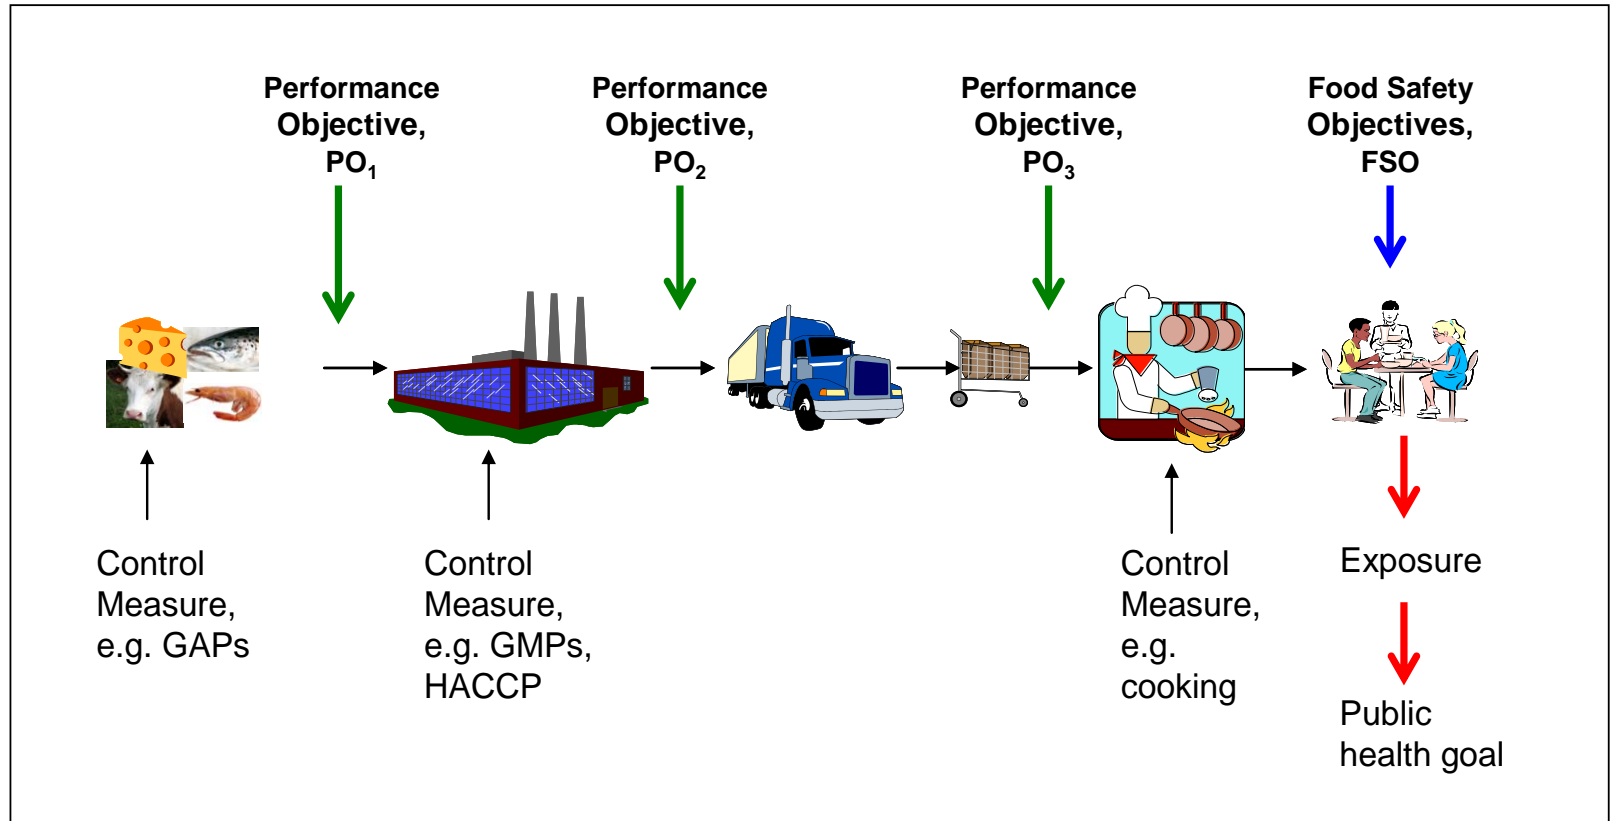 Performance
Objective,
PO₁
Performance
Objective,
PO₂
Performance
Objective,
PO₃
Food Safety
Objectives,
FSO
Control
Measure,
e.g. GAPs
Control
Measure,
e.g. GMPs,
HACCP
Control
Measure,
e.g.
cooking
Exposure
Public
health goal